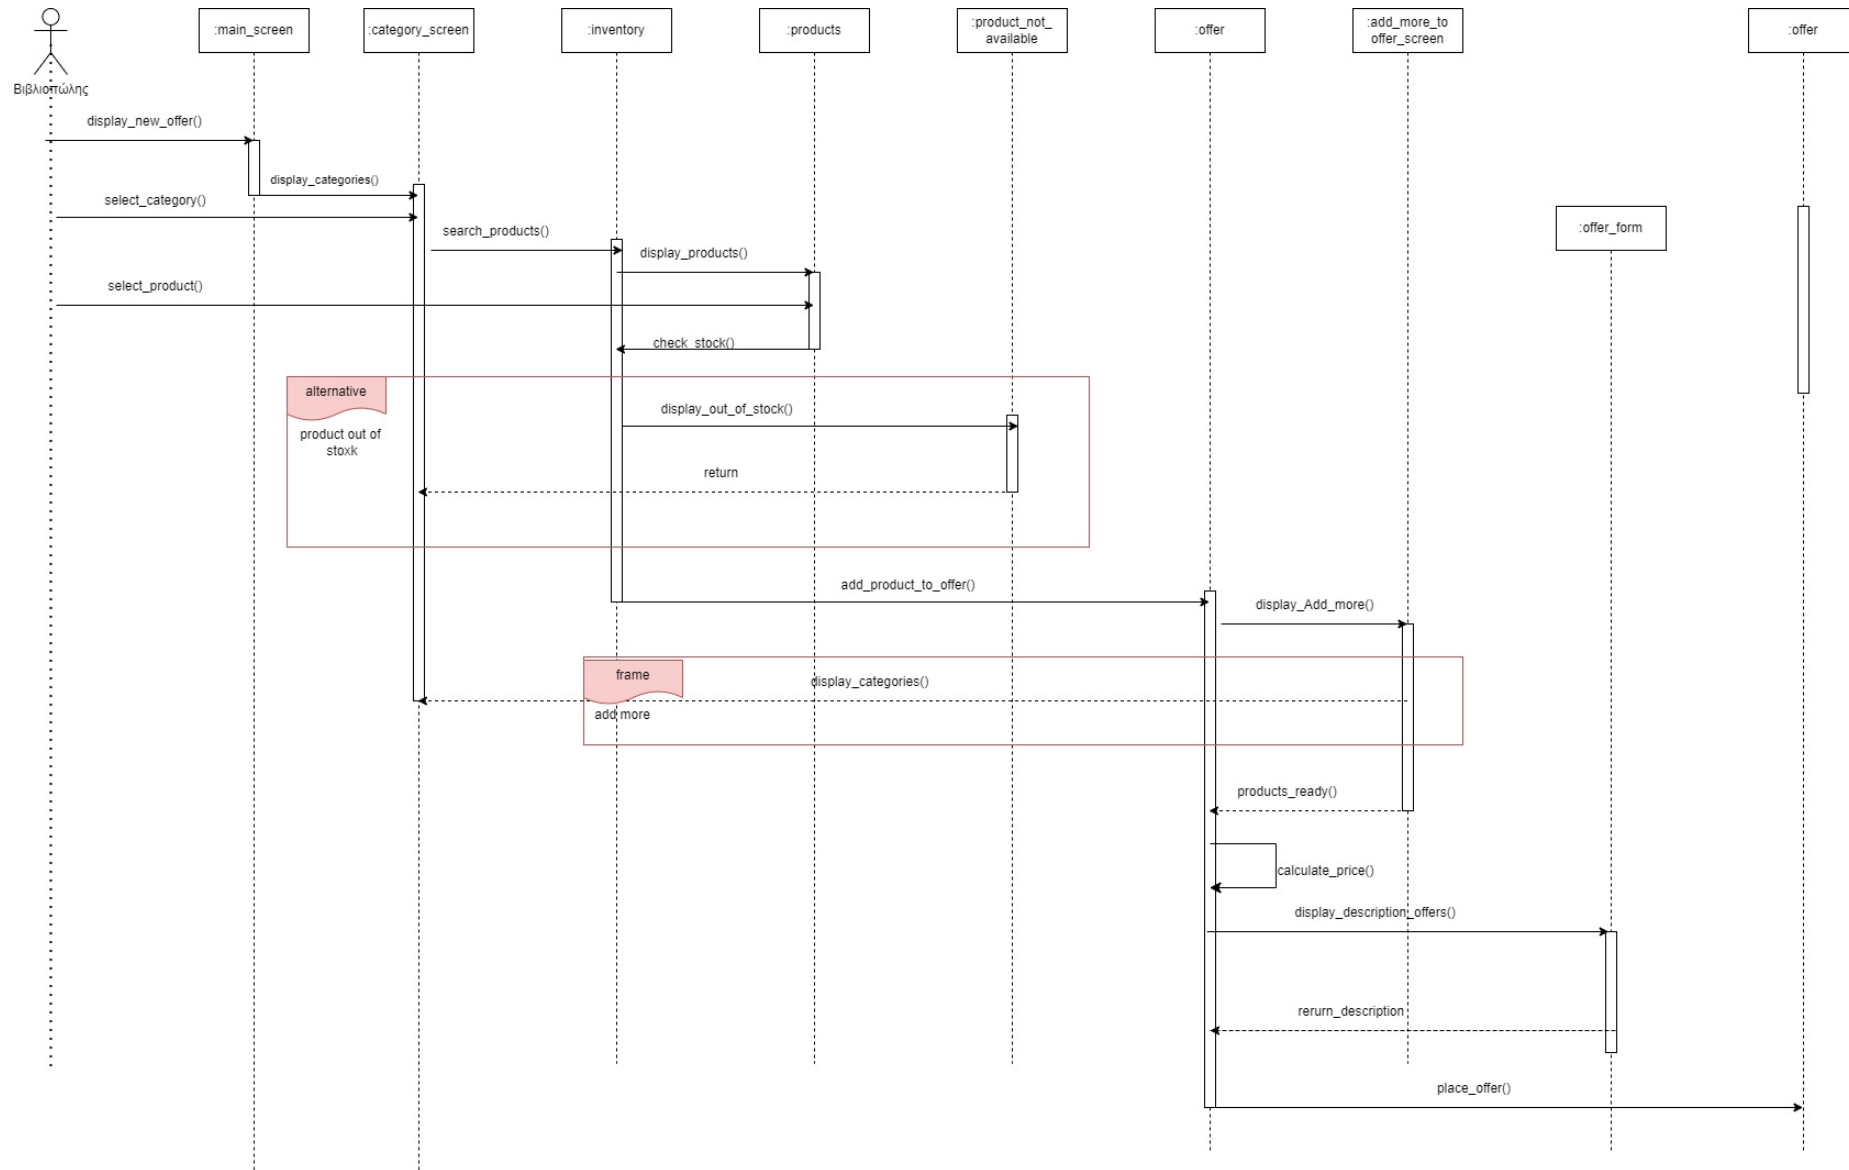 :main_screen
:category_screen
:inventory
:products
:product_not_
available
:offer
:add_more_to
offer_screen
:offer
Βιβλιοπώλης
display_new_offer()
display_categories()
select_category()
:offer_form
search_products()
display_products()
select_product()
check_stock()
alternative
display_out_of_stock()
product out of
stoxk
return
add_product_to_offer()
display_Add_more()
frame
display_categories()
add more
products_ready()
calculate_price()
display_description_offers()
rerurn_description
place_offer()